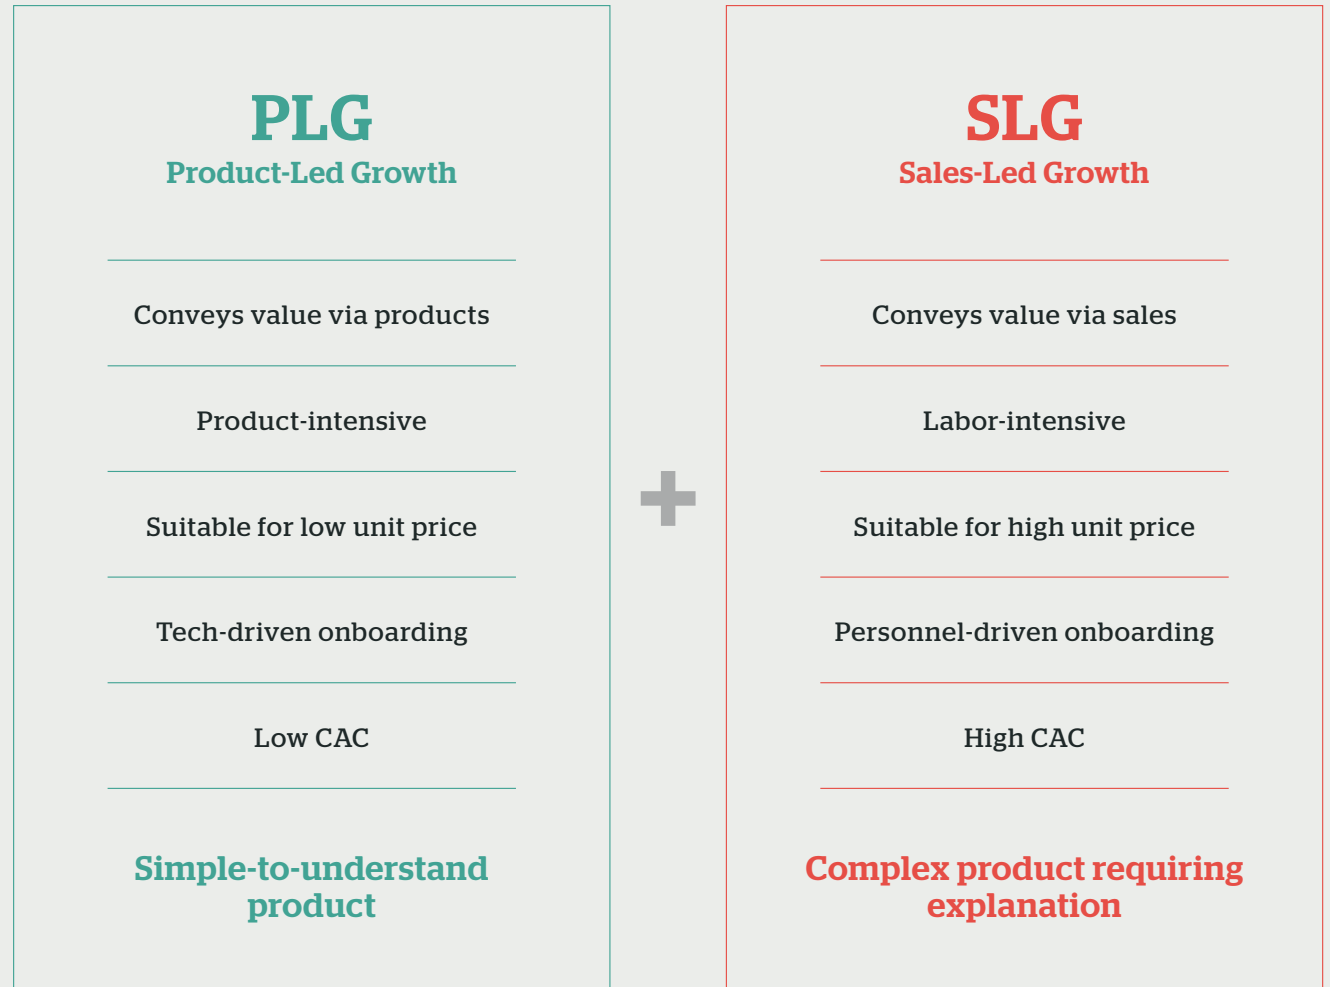 PLG
Product-Led Growth
Conveys value via products
Product-intensive
Suitable for low unit price
Tech-driven onboarding
Low CAC
Simple-to-understand
product
+
SLG
Sales-Led Growth
Conveys value via sales
Labor-intensive
Suitable for high unit price
Personnel-driven onboarding
High CAC
Complex product requiring
explanation